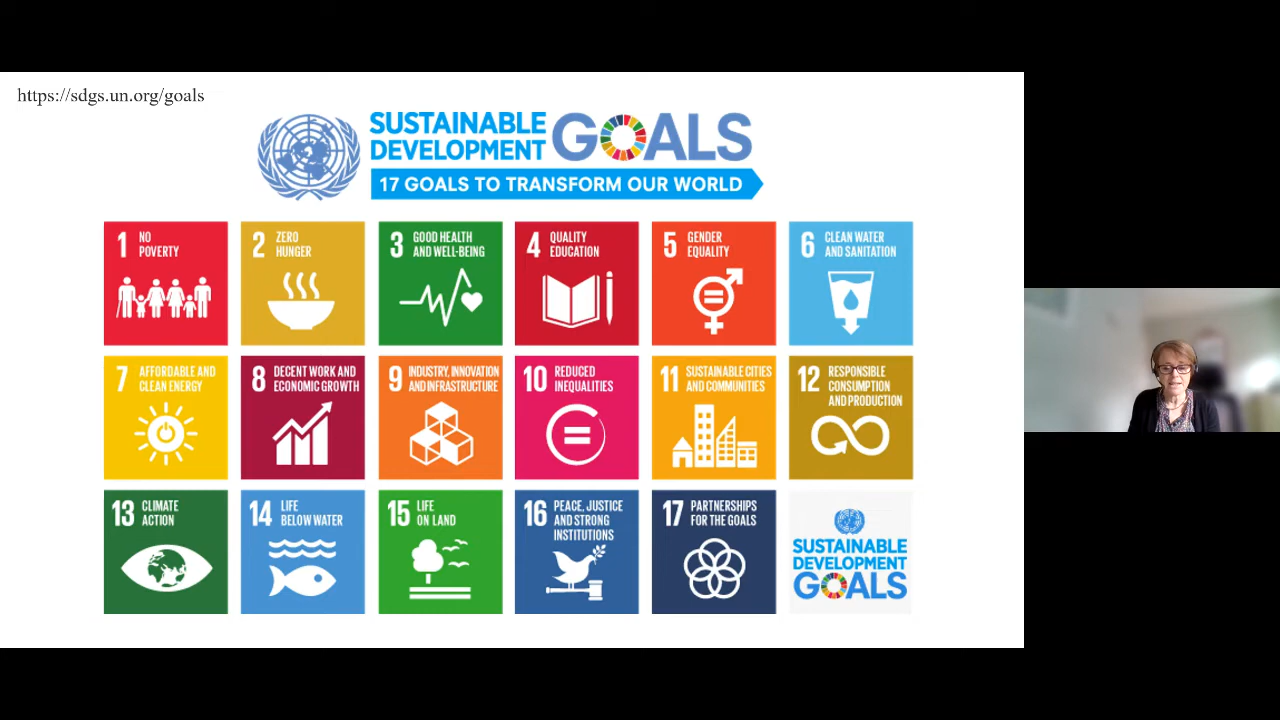 https://sdgs.un.org/goals
SUSTAINABLE
DEVELOPMENT
GOALS
17 GOALS TO TRANSFORM OUR WORLD
1 NO
POVERTY
2 ZERO
HUNGER
3 GOOD HEALTH
AND WELL-BEING
4 QUALITY
EDUCATION
5 GENDER
EQUALITY
6 CLEAN WATER
AND SANITATION
7 AFFORDABLE AND
CLEAN ENERGY
8 DECENT WORK AND
ECONOMIC GROWTH
9 INDUSTRY, INNOVATION
AND INFRASTRUCTURE
10 REDUCED
INEQUALITIES
11 SUSTAINABLE CITIES
AND COMMUNITIES
12 RESPONSIBLE
CONSUMPTION
AND PRODUCTION
13 CLIMATE
ACTION
14 LIFE
BELOW WATER
15 LIFE
ON LAND
16 PEACE, JUSTICE
AND STRONG
INSTITUTIONS
17 PARTNERSHIPS
FOR THE GOALS
SUSTAINABLE
DEVELOPMENT
GOALS